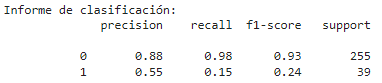 Informe de clasificación:
precision recall f1-score support
0 0.88 0.98 0.93 255
1 0.55 0.15 0.24 39